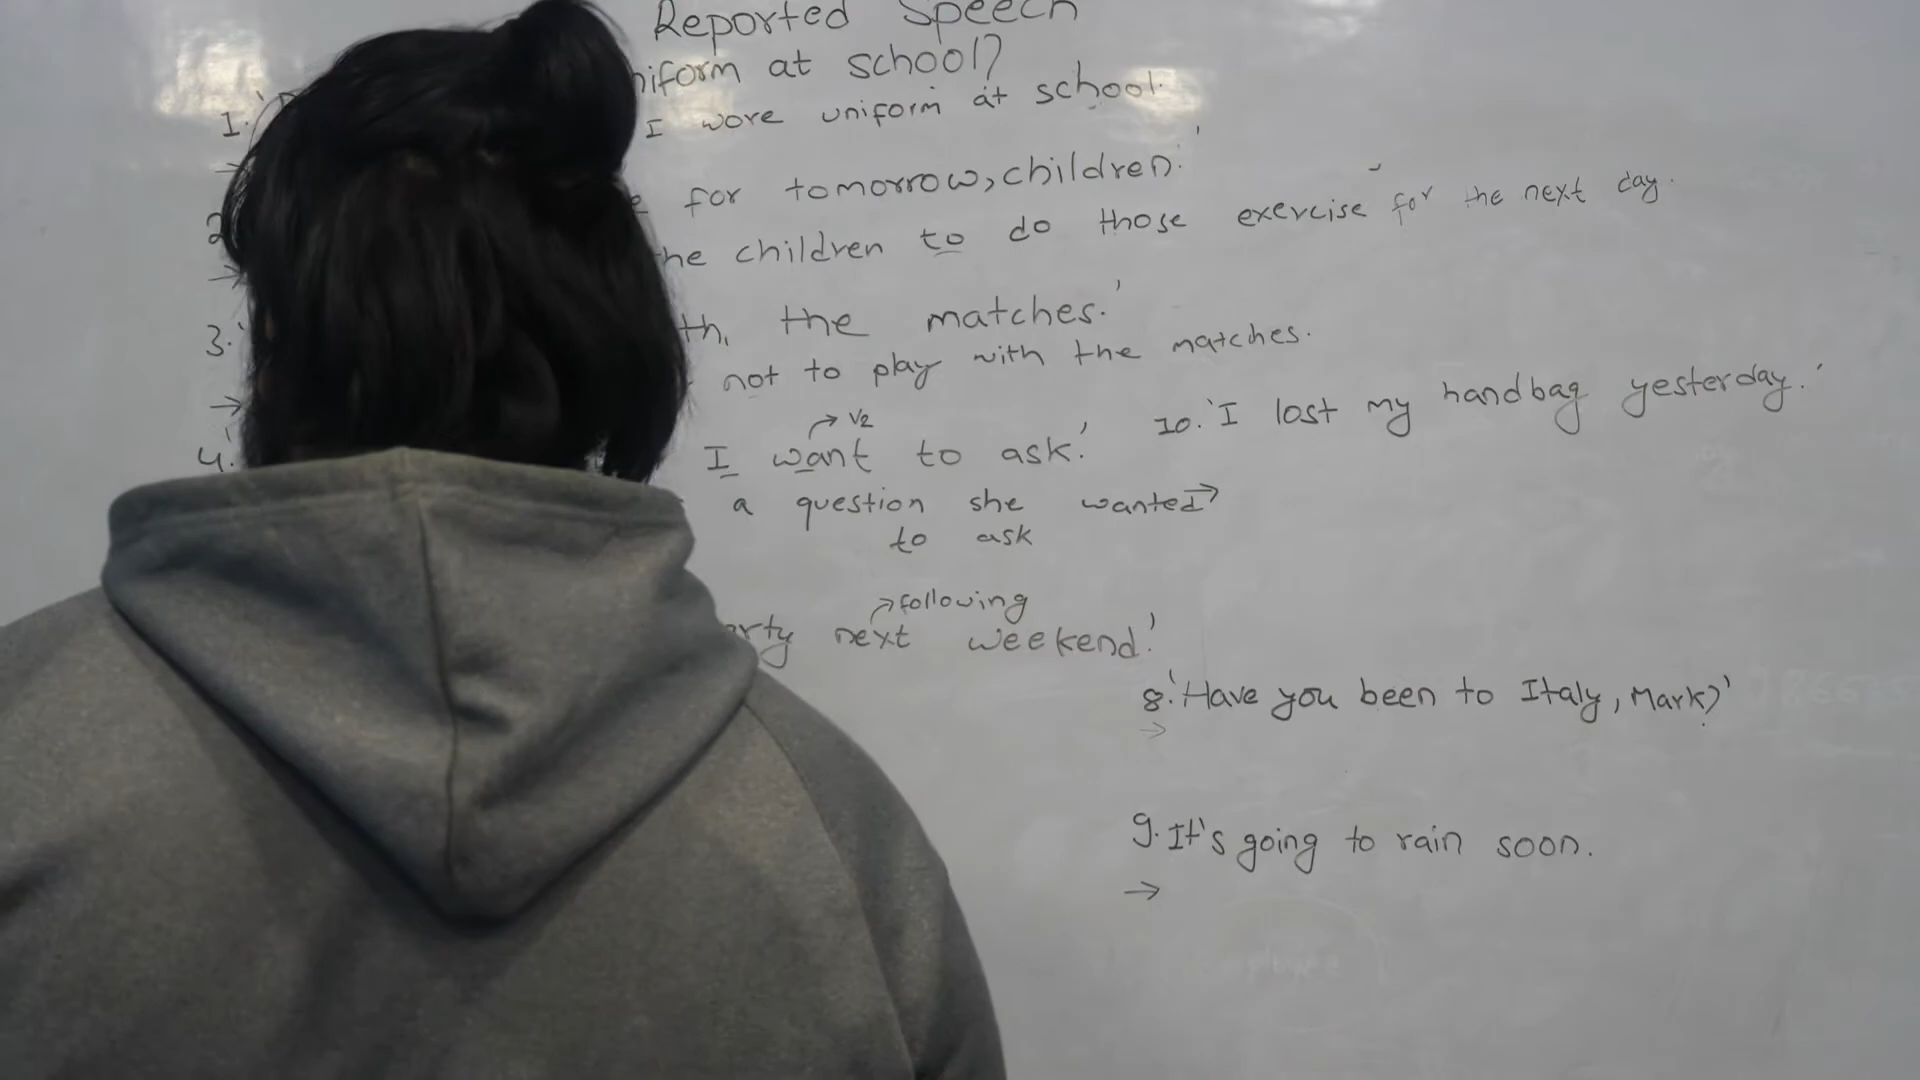 Reported Speech
niform at school?
1.
I wore uniform at school.
for tomorrow, children.'
2
he children to do those exercise for the next day.
3.'
th the matches.'
→ not to play with the matches.
→ V2
4.' I want to ask.'
a question she wanted →
to ask
→ following
arty next weekend.'
10. 'I lost my handbag yesterday.'
8. 'Have you been to Italy, Mark?'
→
9. It's going to rain soon.
→